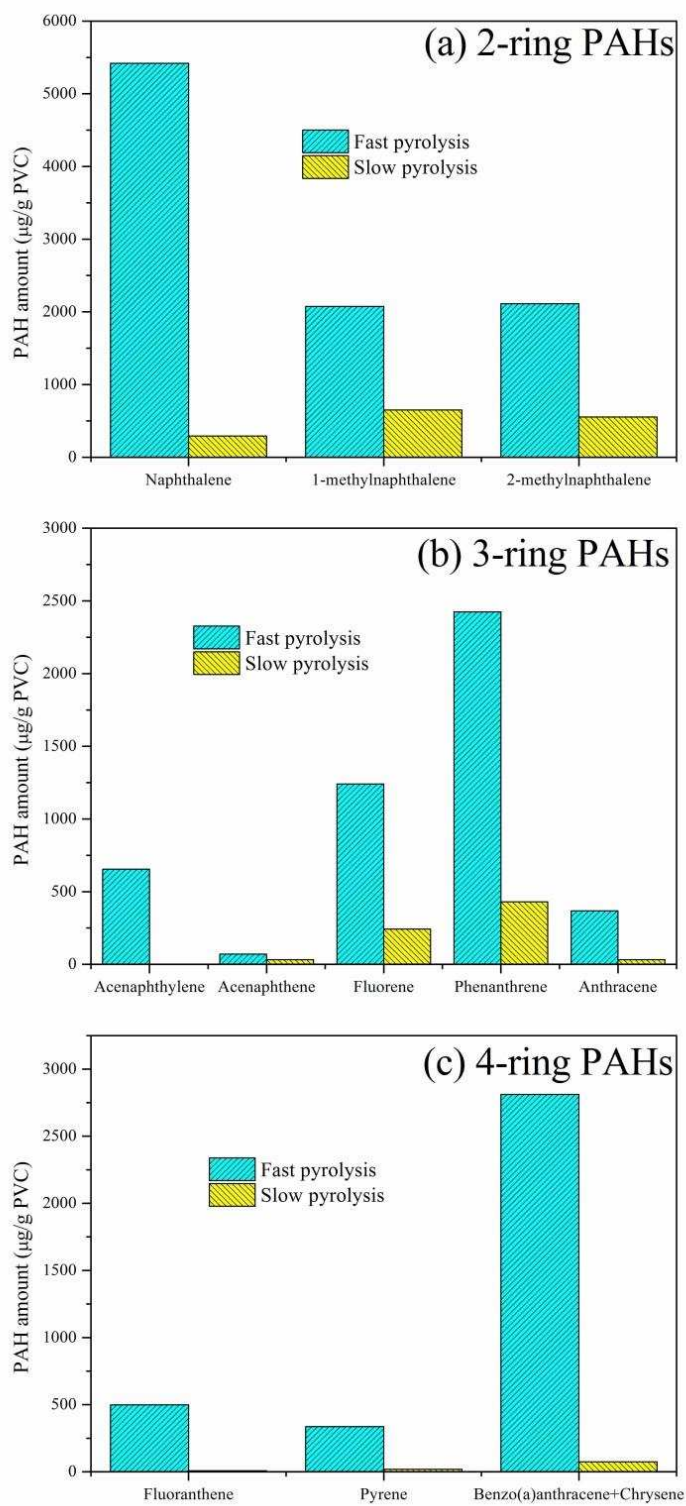 (a) 2-ring PAHs
6000
5000
4000
3000
2000
1000
0
PAH amount (μg/g PVC)
Fast pyrolysis
Slow pyrolysis
Naphthalene 1-methylnaphthalene 2-methylnaphthalene
(b) 3-ring PAHs
3000
2500
2000
1500
1000
500
0
PAH amount (μg/g PVC)
Fast pyrolysis
Slow pyrolysis
Acenaphthylene Acenaphthene Fluorene Phenanthrene Anthracene
(c) 4-ring PAHs
3000
2500
2000
1500
1000
500
0
PAH amount (μg/g PVC)
Fast pyrolysis
Slow pyrolysis
Fluoranthene Pyrene Benzo(a)anthracene+Chrysene